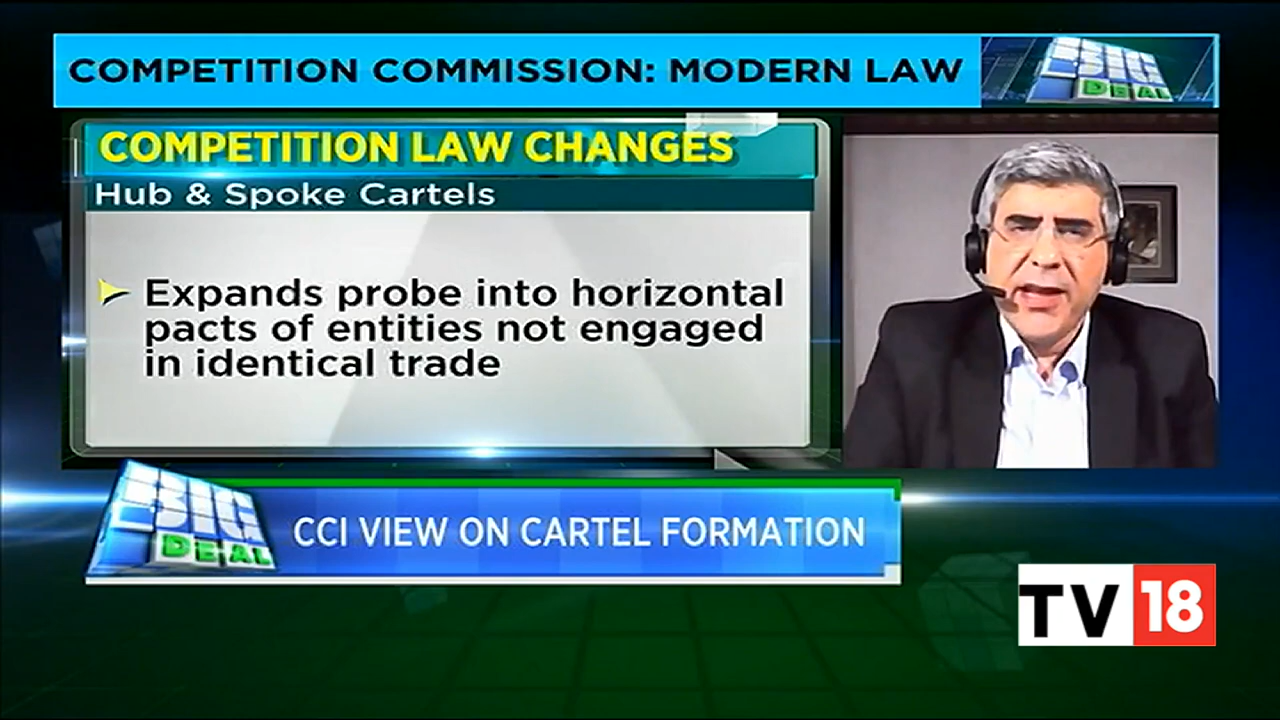 COMPETITION COMMISSION: MODERN LAW
BIG
DEAL
COMPETITION LAW CHANGES
Hub & Spoke Cartels
Expands probe into horizontal
pacts of entities not engaged
in identical trade
BIG
DEAL
CCI VIEW ON CARTEL FORMATION
TV18